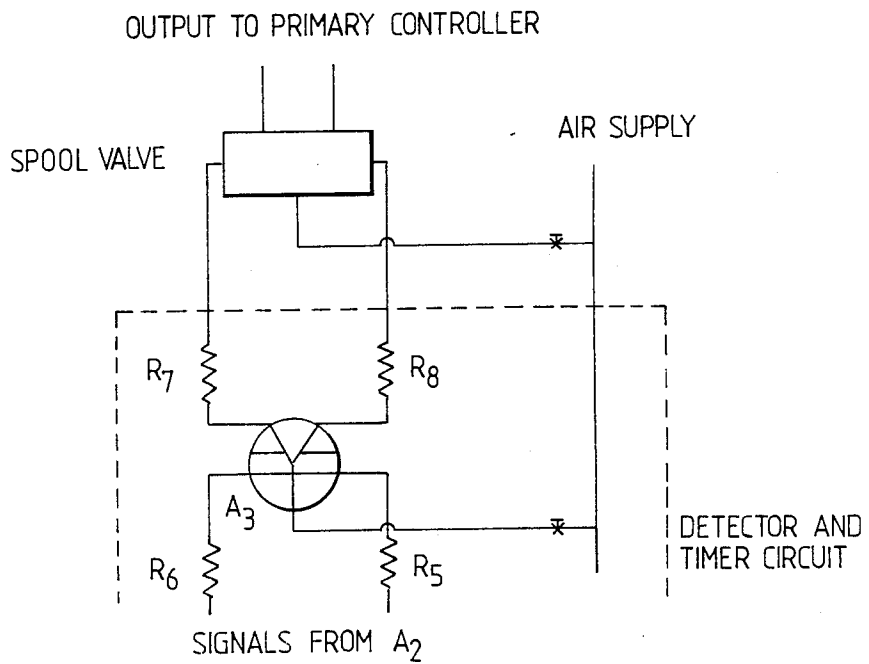 OUTPUT TO PRIMARY CONTROLLER
AIR SUPPLY
SPOOL VALVE
R7
R8
A3
R6
R5
DETECTOR AND
TIMER CIRCUIT
SIGNALS FROM A2